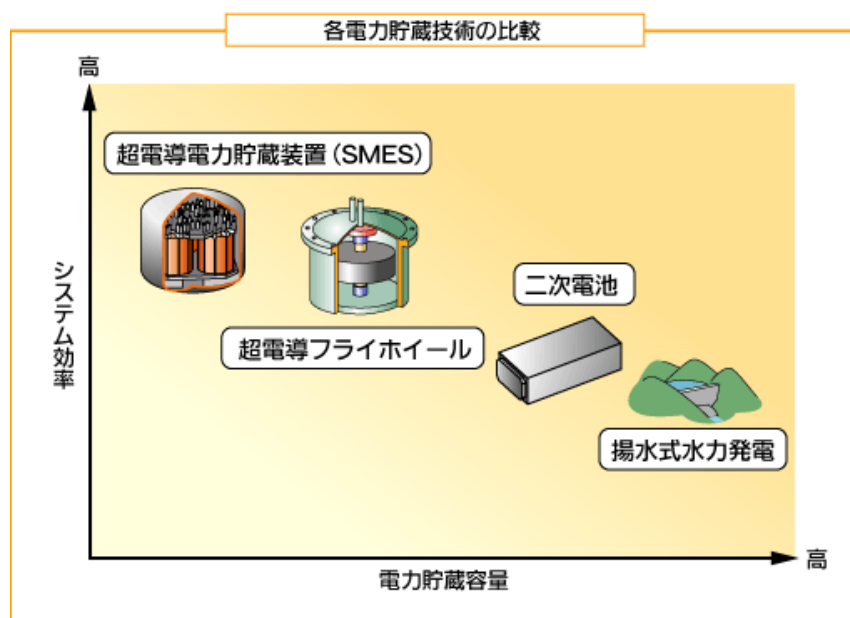 各電力貯蔵技術の比較
高
超電導電力貯蔵装置(SMES)
システム効率
二次電池
超電導フライホイール
揚水式水力発電
高
電力貯蔵容量